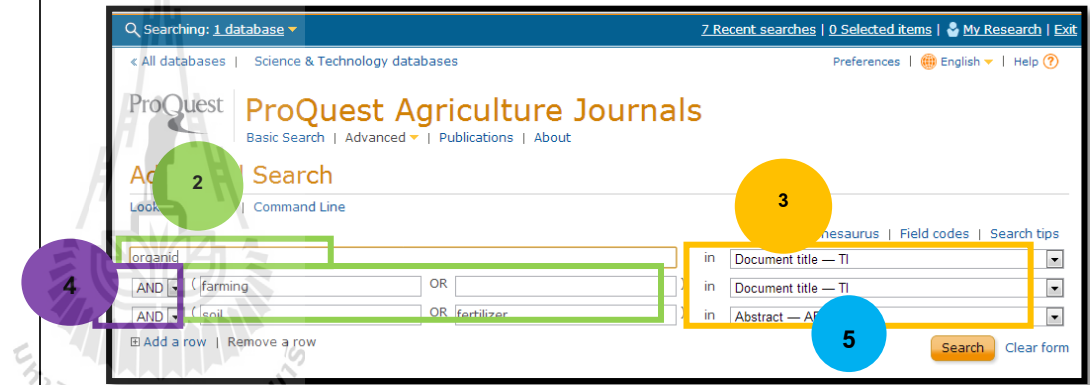 Searching: 1 database 7 Recent searches | 0 Selected items | My Research | Exit
« All databases | Science & Technology databases Preferences | English | Help ?
ProQuest ProQuest Agriculture Journals
Basic Search | Advanced | Publications | About
2 Search
Command Line
3
Field codes | Search tips
organic in Document title — TI
4 AND ( farming OR ) in Document title — TI
AND ( soil OR fertilizer in Abstract —
Add a row | Remove a row 5 Search Clear form